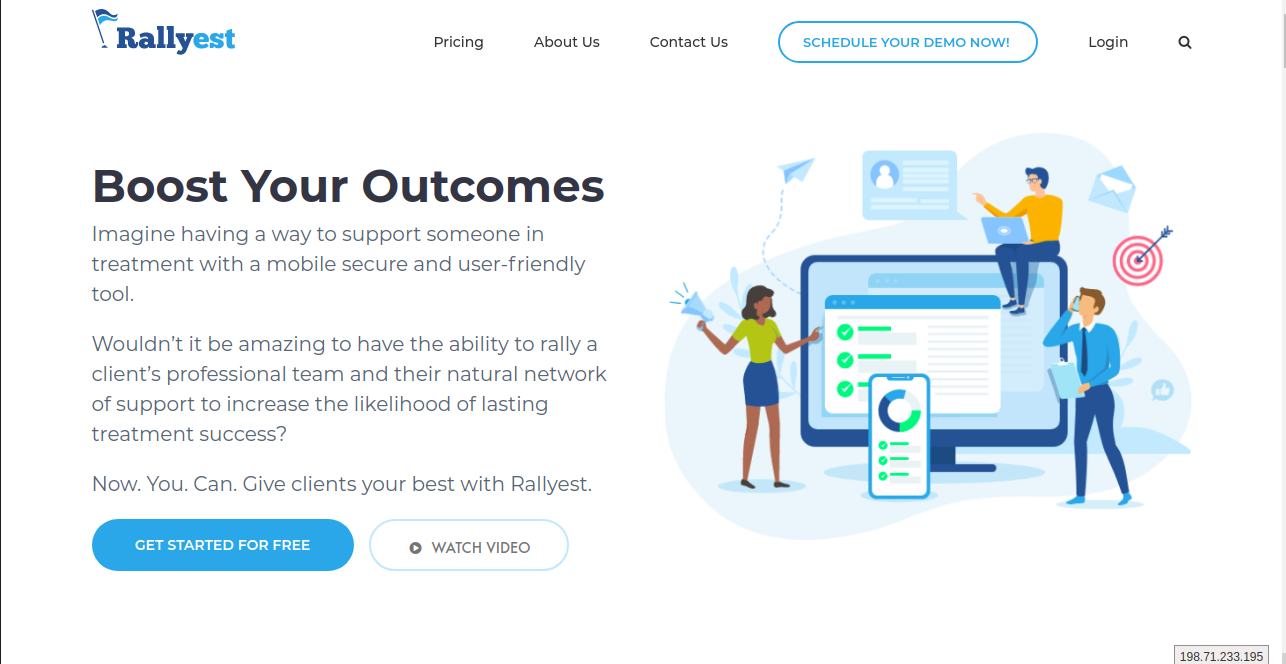 Rallyest
Pricing
About Us
Contact Us
SCHEDULE YOUR DEMO NOW!
Login
Boost Your Outcomes
Imagine having a way to support someone in
treatment with a mobile secure and user-friendly
tool.
Wouldn’t it be amazing to have the ability to rally a
client’s professional team and their natural network
of support to increase the likelihood of lasting
treatment success?
Now. You. Can. Give clients your best with Rallyest.
GET STARTED FOR FREE
WATCH VIDEO
198.71.233.195